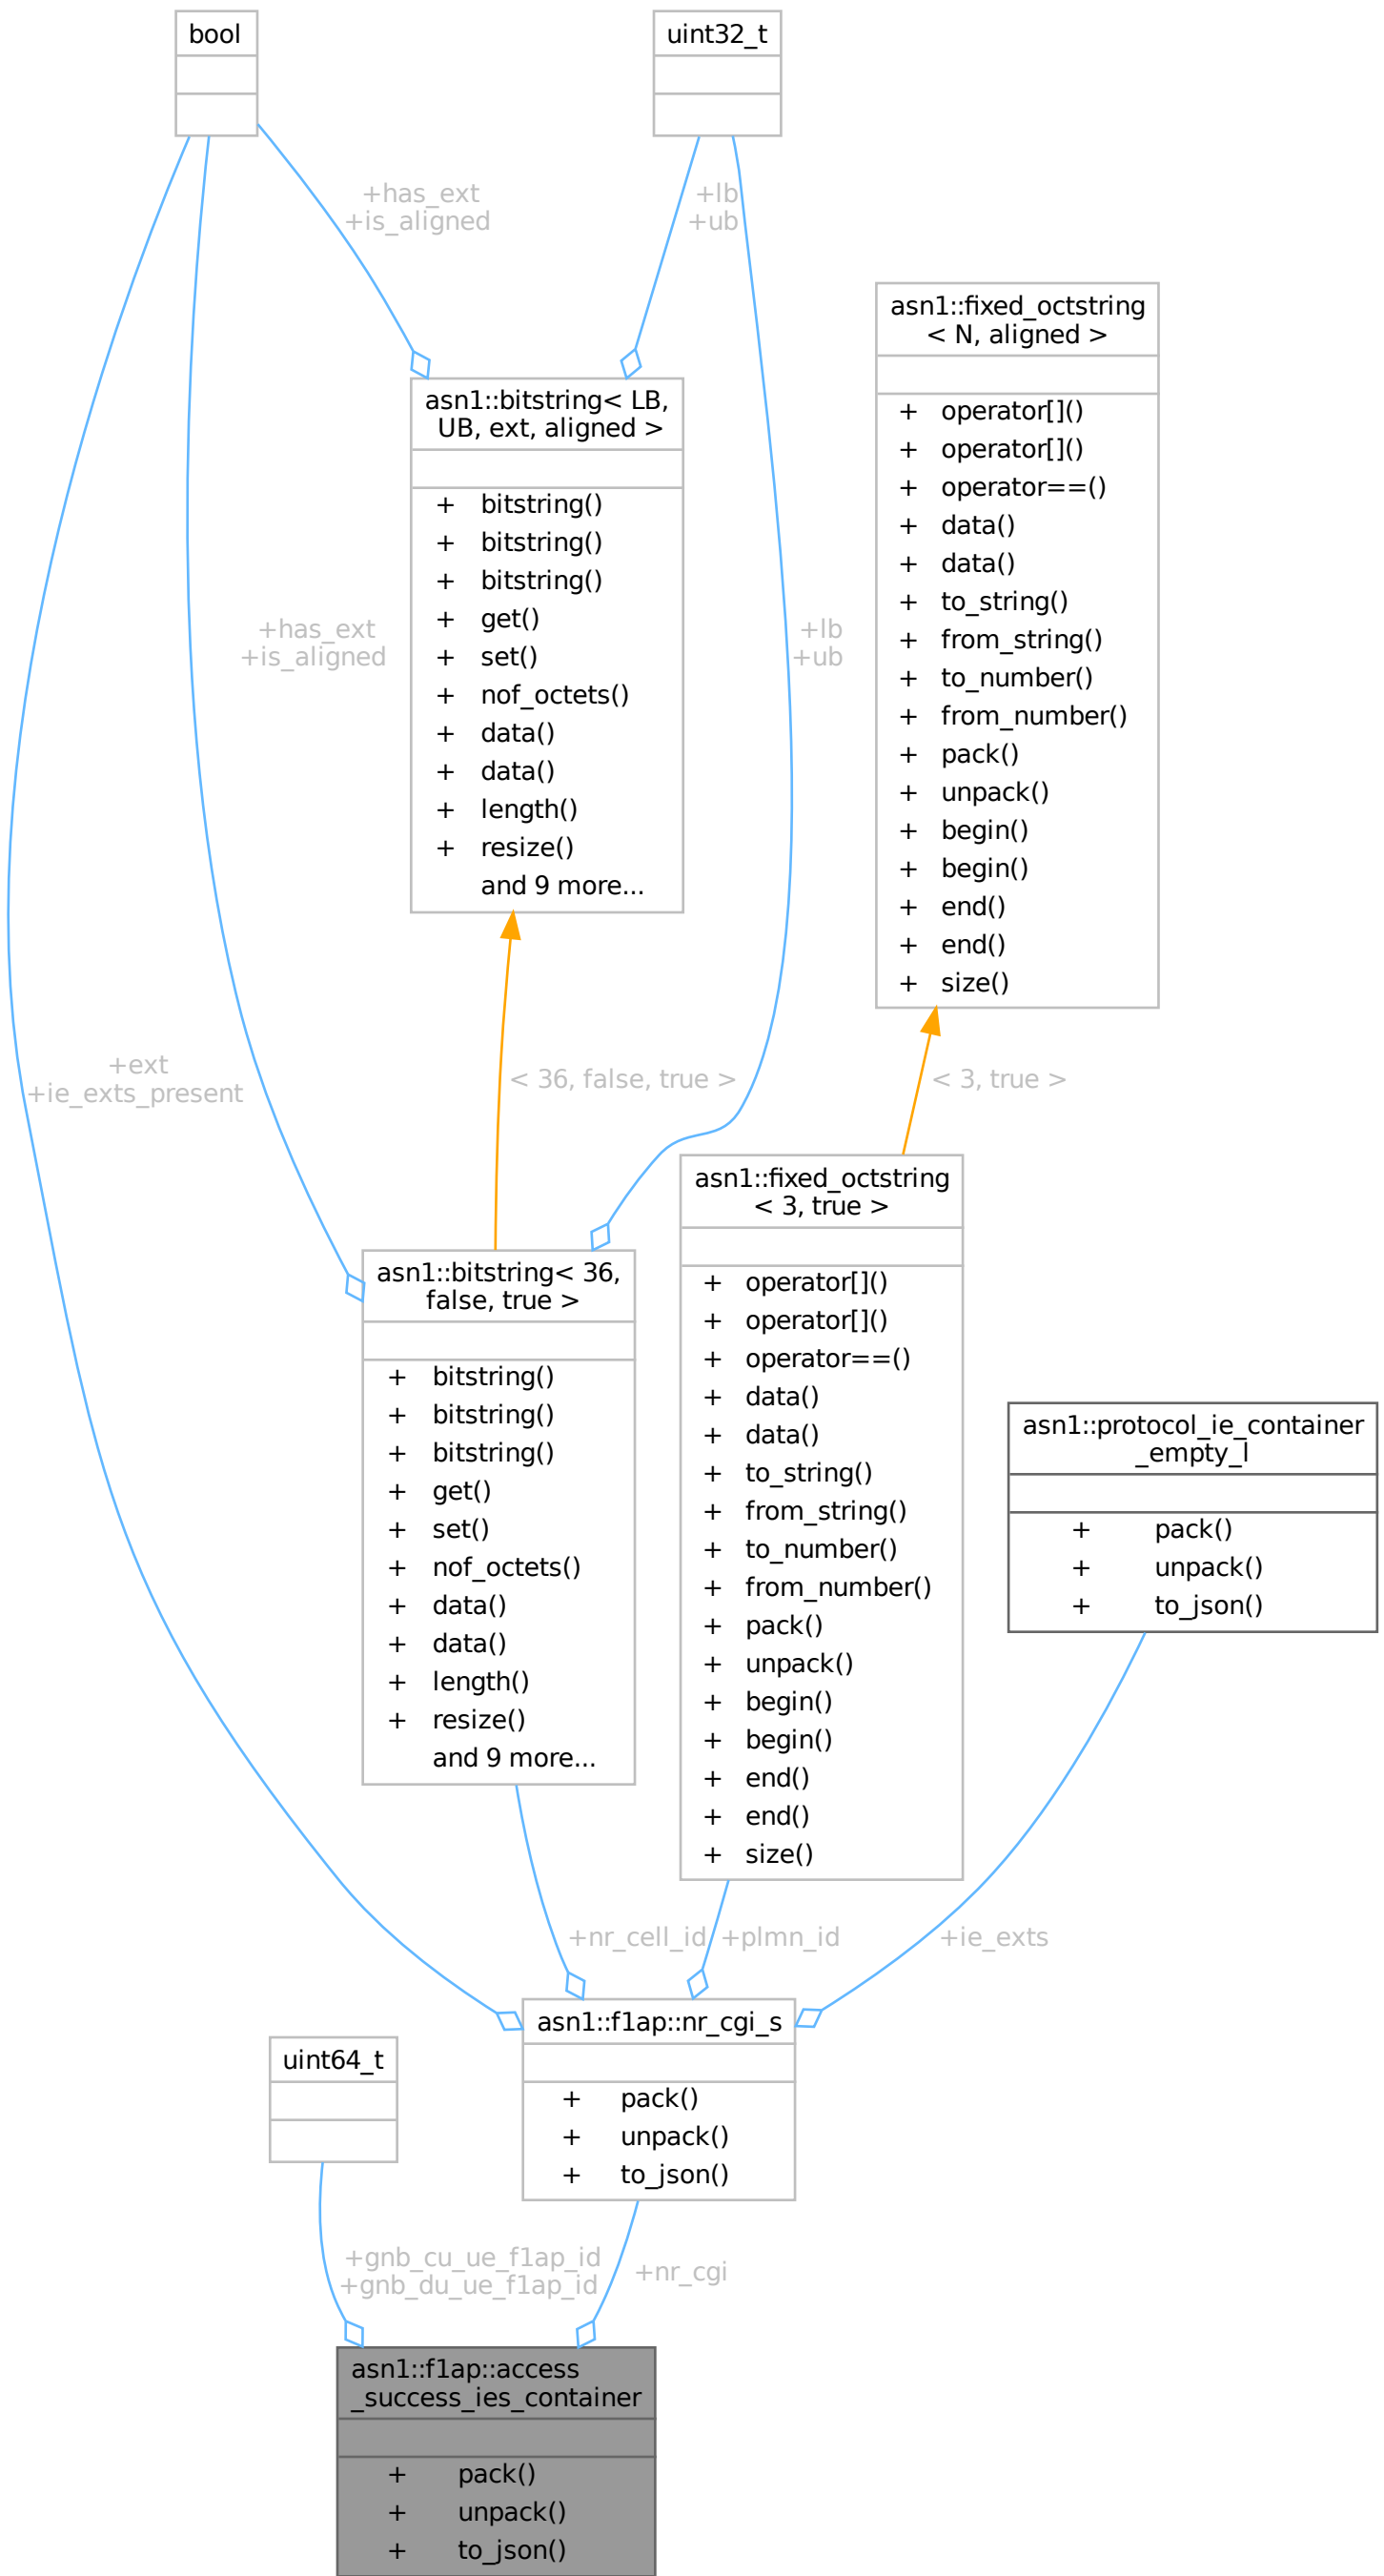 bool
uint32_t
+has_ext
+is_aligned
+lb
+ub
asn1::fixed_octstring
< N, aligned >
+ operator[]()
+ operator[]()
+ operator==()
+ data()
+ data()
+ to_string()
+ from_string()
+ to_number()
+ from_number()
+ pack()
+ unpack()
+ begin()
+ begin()
+ end()
+ end()
+ size()
asn1::bitstring< LB,
UB, ext, aligned >
+ bitstring()
+ bitstring()
+ bitstring()
+ get()
+ set()
+ nof_octets()
+ data()
+ data()
+ length()
+ resize()
and 9 more...
+has_ext
+is_aligned
+lb
+ub
+ext
+ie_exts_present
< 36, false, true >
< 3, true >
asn1::fixed_octstring
< 3, true >
+ operator[]()
+ operator[]()
+ operator==()
+ data()
+ data()
+ to_string()
+ from_string()
+ to_number()
+ from_number()
+ pack()
+ unpack()
+ begin()
+ begin()
+ end()
+ end()
+ size()
asn1::bitstring< 36,
false, true >
+ bitstring()
+ bitstring()
+ bitstring()
+ get()
+ set()
+ nof_octets()
+ data()
+ data()
+ length()
+ resize()
and 9 more...
asn1::protocol_ie_container
_empty_l
+ pack()
+ unpack()
+ to_json()
+nr_cell_id
+plmn_id
+ie_exts
asn1::f1ap::nr_cgi_s
+ pack()
+ unpack()
+ to_json()
uint64_t
+gnb_cu_ue_f1ap_id
+gnb_du_ue_f1ap_id
+nr_cgi
asn1::f1ap::access
_success_ies_container
+ pack()
+ unpack()
+ to_json()